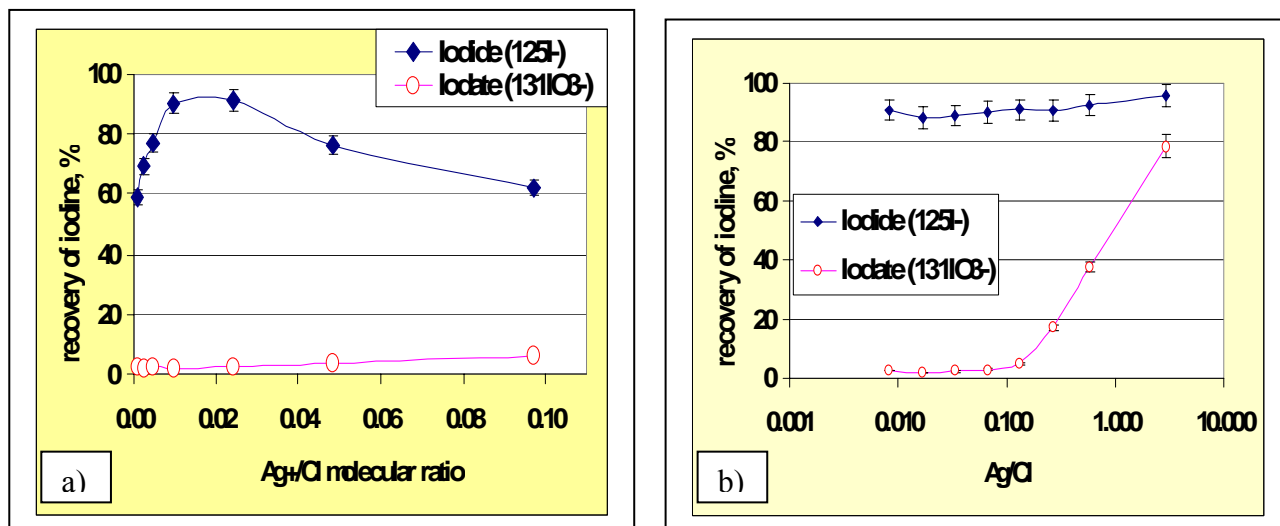 Iodide (125I-)
Iodate (131IO3-)
recovery of iodine, %
100
80
60
40
20
0
0.00 0.02 0.04 0.06 0.08 0.10
Ag+/Cl molecular ratio
a)
recovery of iodine, %
100
80
60
40
20
0
Iodide (125I-)
Iodate (131IO3-)
0.001 0.010 0.100 1.000 10.000
Ag/Cl
b)